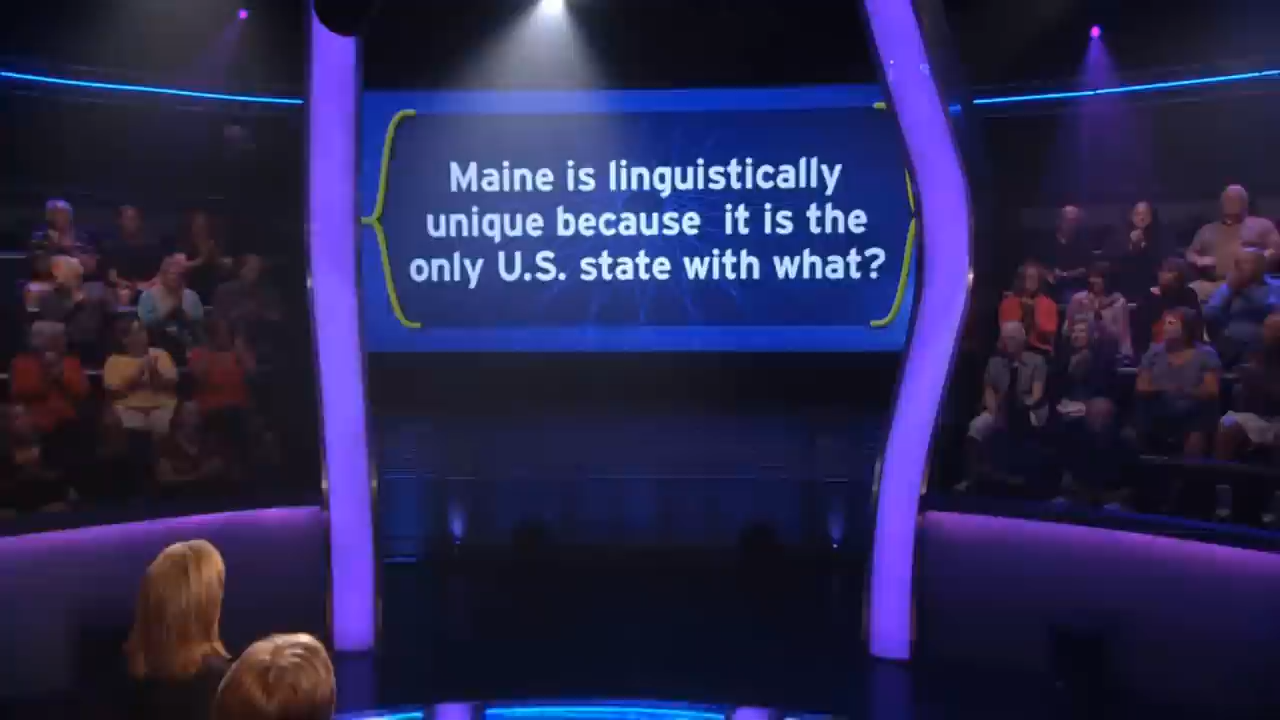 Maine is linguistically
unique because it is the
only U.S. state with what?